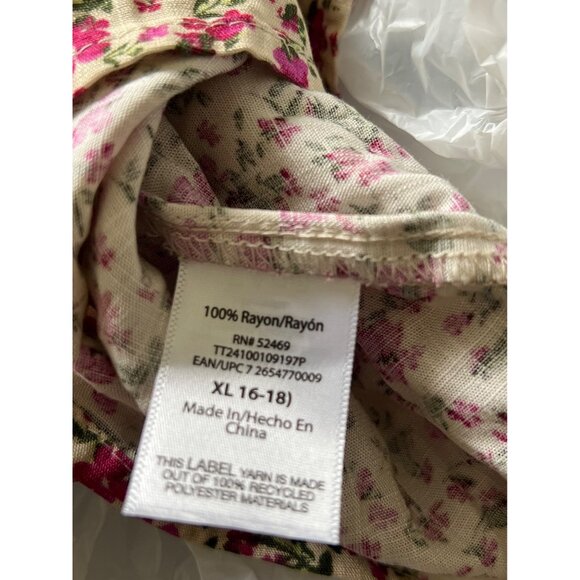 100% Rayon/Rayón
RN# 52469
TT24100109197P
EAN/UPC 7 2654770009
XL 16-18)
Made In/Hecho En
China
THIS LABEL YARN IS MADE
OUT OF 100% RECYCLED
POLYESTER MATERIALS